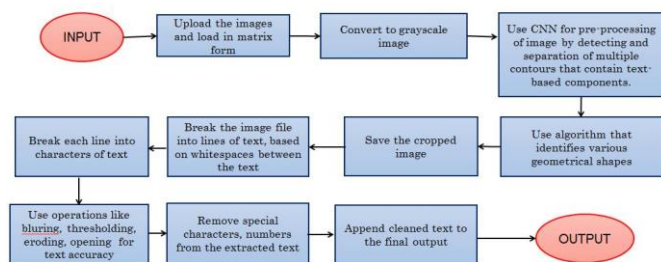 INPUT
Upload the images
and load in matrix
form
Convert to grayscale
image
Use CNN for pre-processing
of image by detecting and
separation of multiple
contours that contain text-
based components.
Use algorithm that
identifies various
geometrical shapes
Save the cropped
image
Break the image file
into lines of text, based
on whitespaces between
the text
Break each line into
characters of text
Use operations like
bluring, thresholding,
eroding, opening for
text accuracy
Remove special
characters, numbers
from the extracted text
Append cleaned text to
the final output
OUTPUT